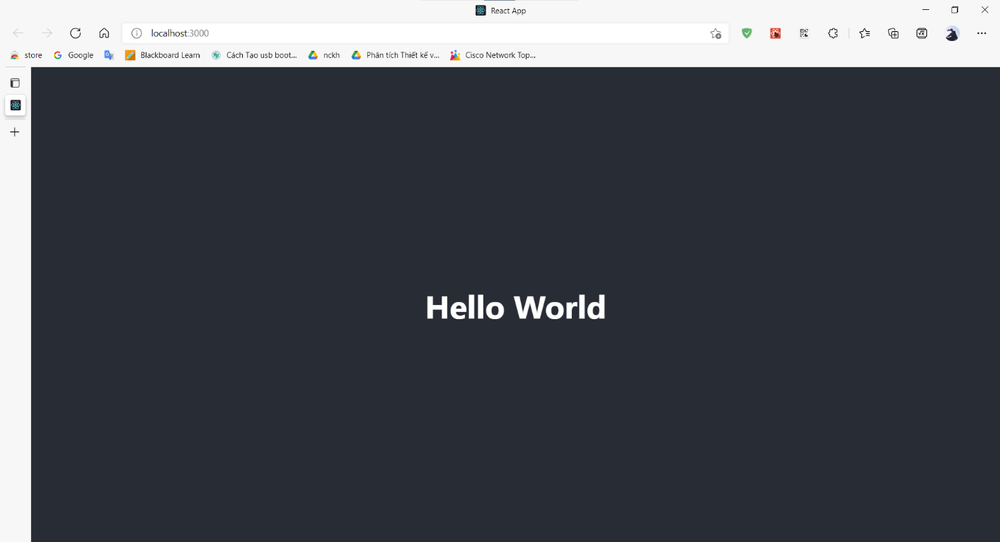 React App
localhost:3000
store Google Blackboard Learn Cách Tạo usb boot... nckh Phân tích Thiết kế v... Cisco Network Top...
Hello World